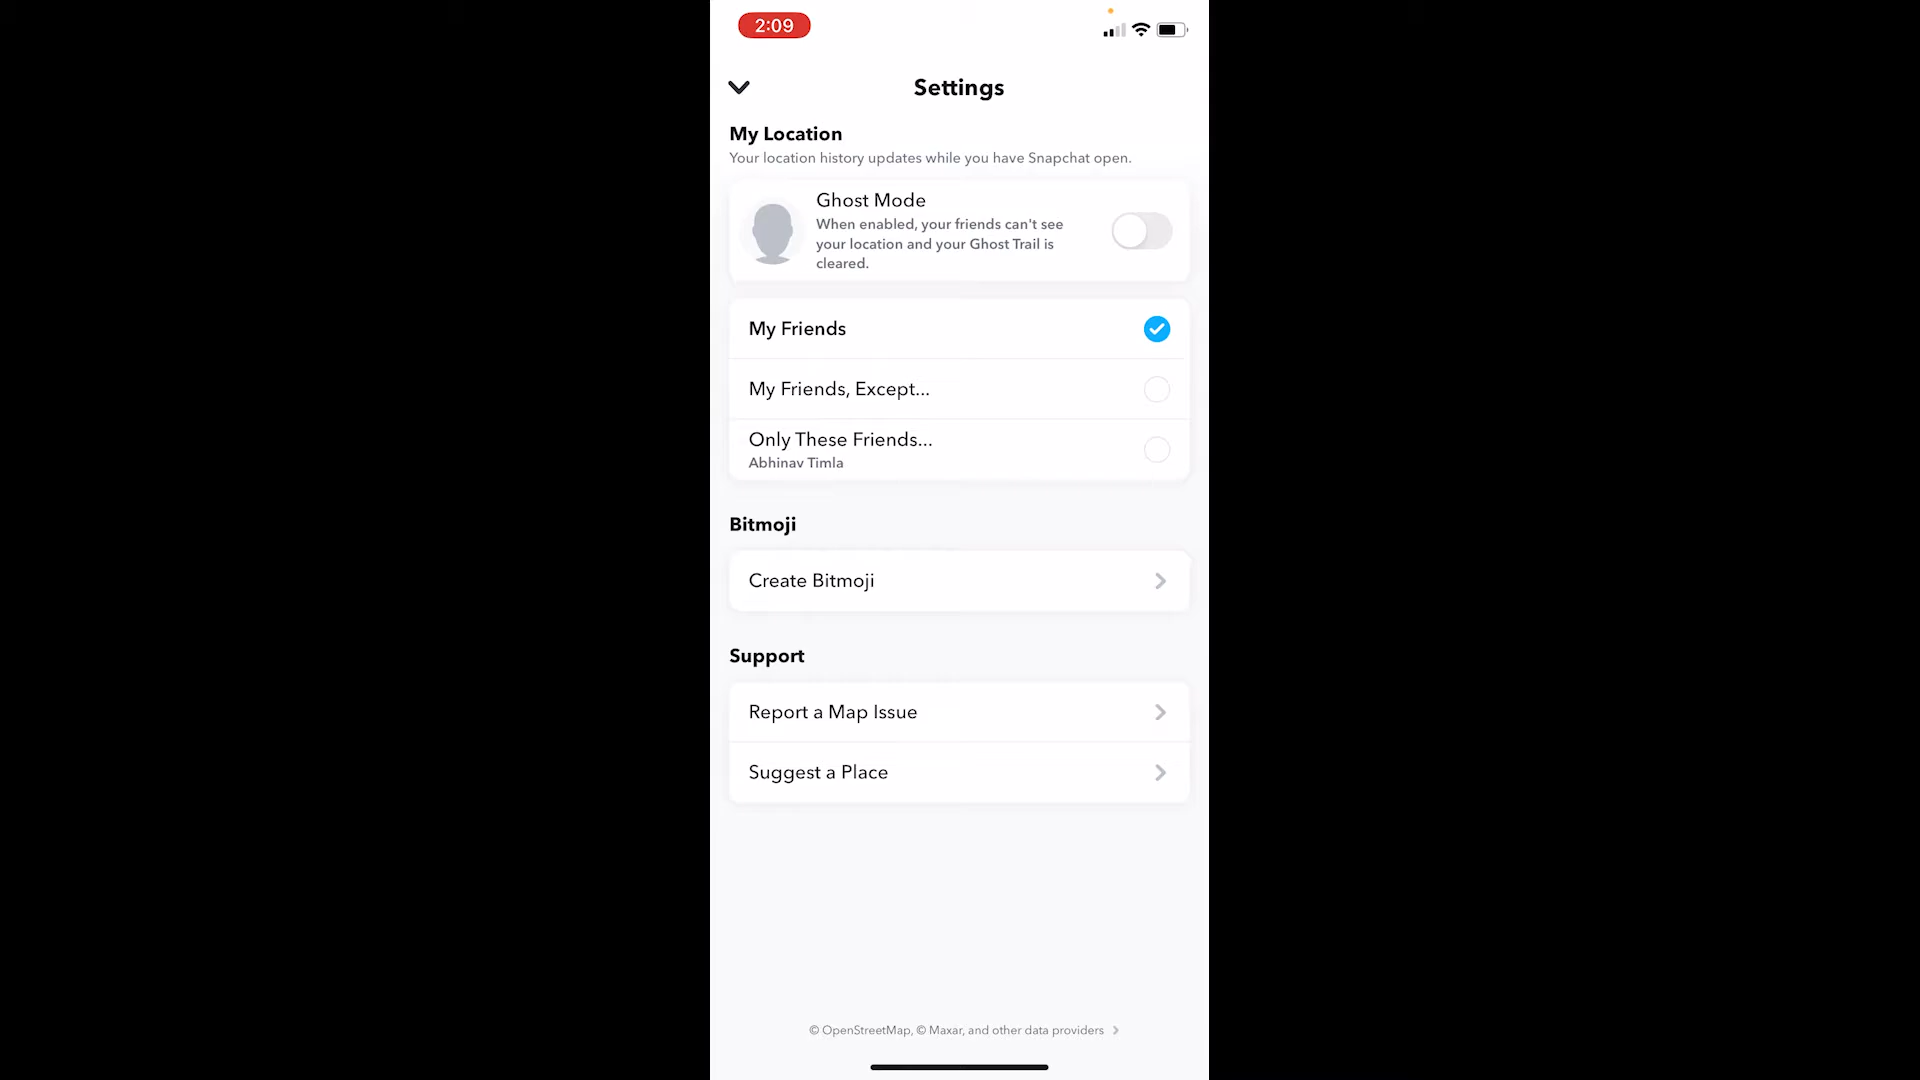 2:09
Settings
My Location
Your location history updates while you have Snapchat open.
Ghost Mode
When enabled, your friends can't see
your location and your Ghost Trail is
cleared.
My Friends
My Friends, Except...
Only These Friends...
Abhinav Timla
Bitmoji
Create Bitmoji
Support
Report a Map Issue
Suggest a Place
© OpenStreetMap, © Maxar, and other data providers